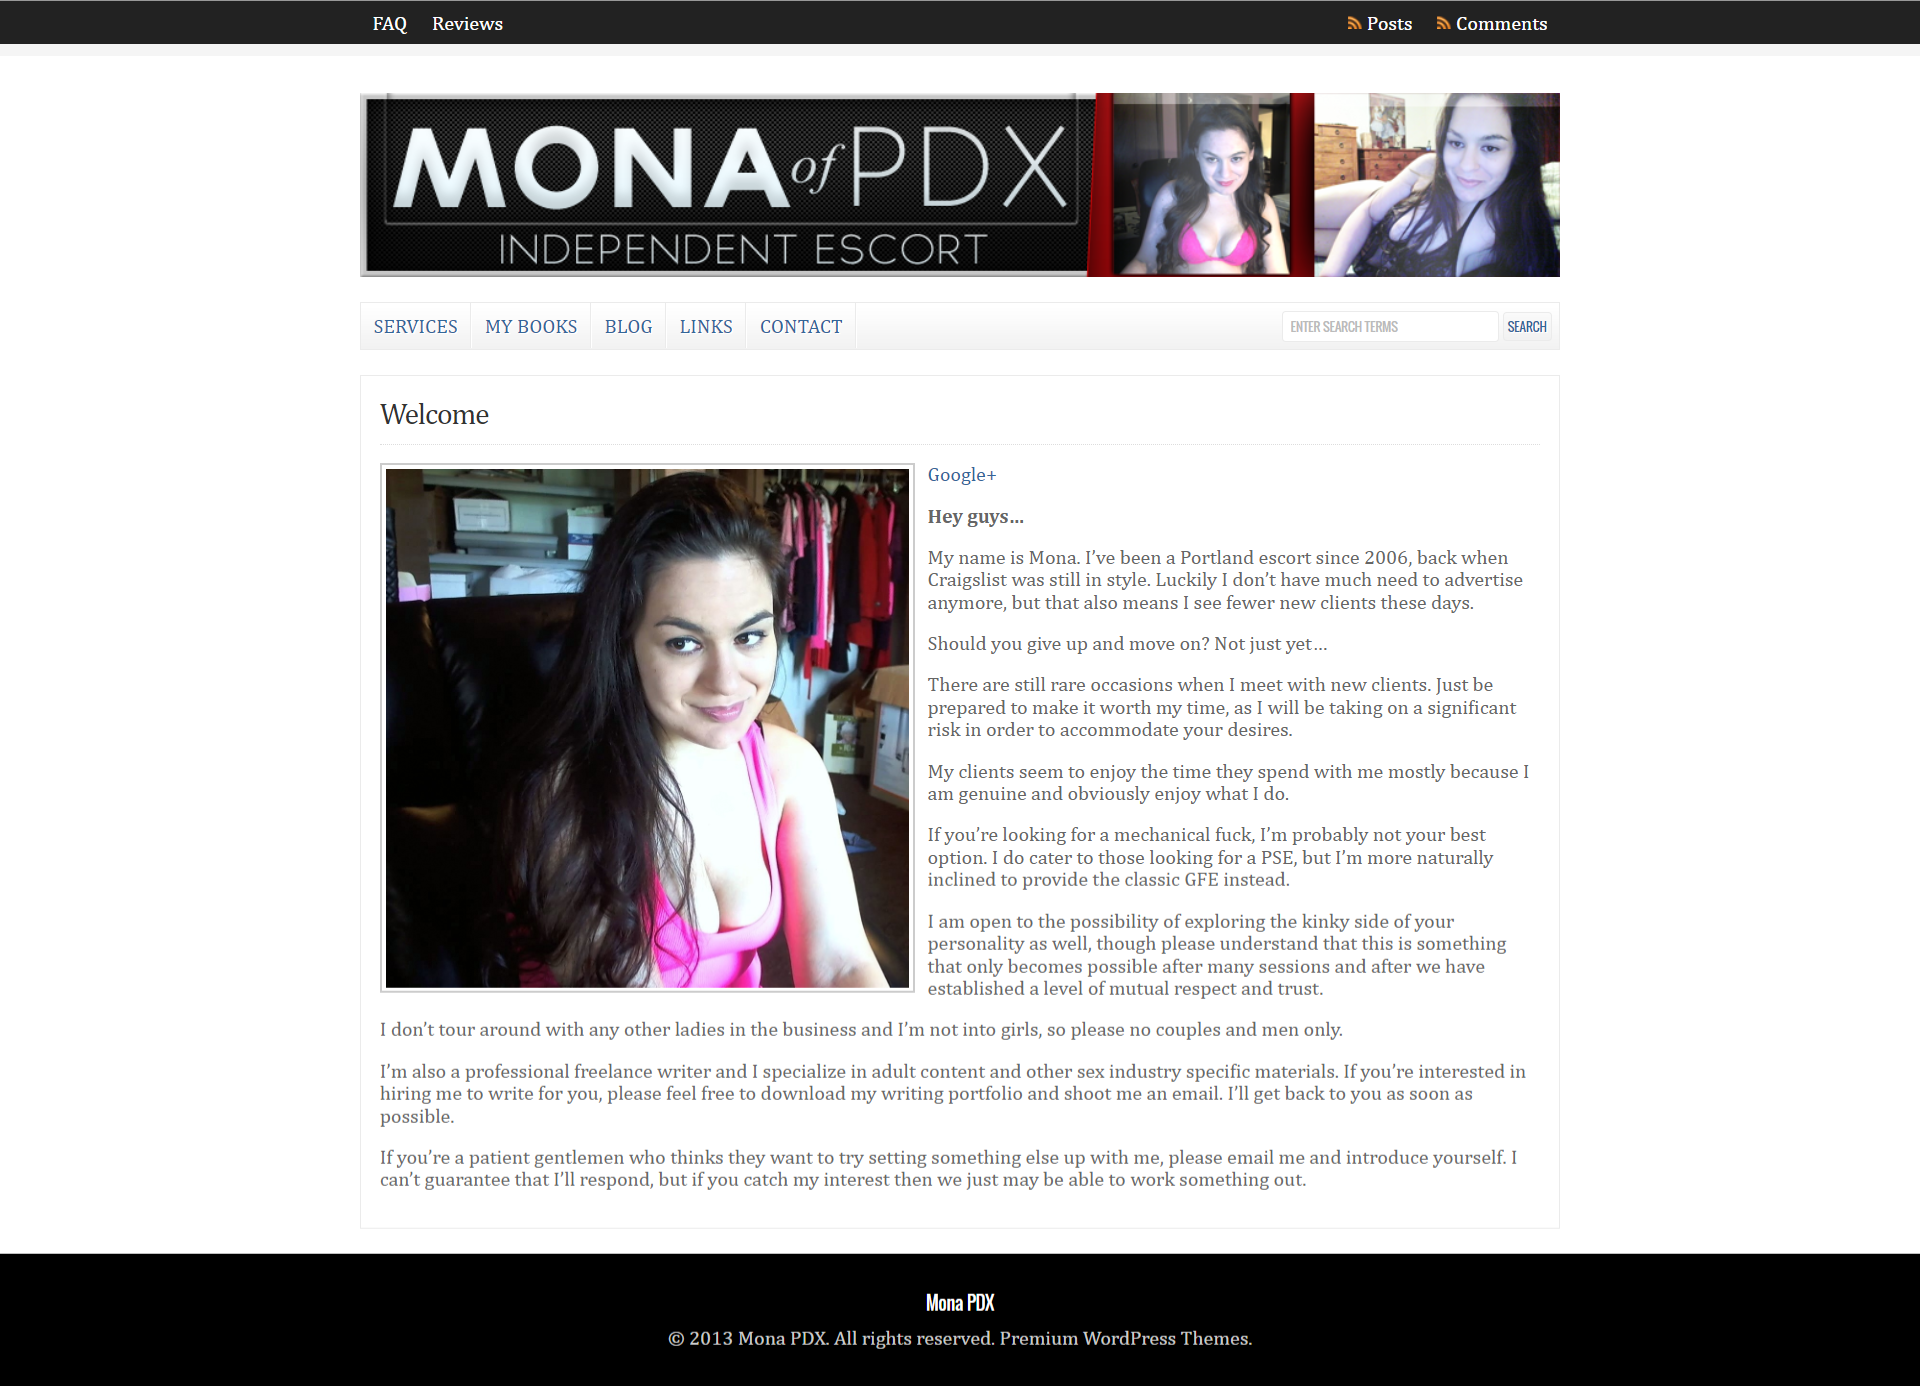 FAQ Reviews Posts Comments
MONA of PDX
INDEPENDENT ESCORT
SERVICES MY BOOKS BLOG LINKS CONTACT ENTER SEARCH TERMS SEARCH
Welcome
Google+
Hey guys…
My name is Mona. I’ve been a Portland escort since 2006, back when
Craigslist was still in style. Luckily I don’t have much need to advertise
anymore, but that also means I see fewer new clients these days.
Should you give up and move on? Not just yet…
There are still rare occasions when I meet with new clients. Just be
prepared to make it worth my time, as I will be taking on a significant
risk in order to accommodate your desires.
My clients seem to enjoy the time they spend with me mostly because I
am genuine and obviously enjoy what I do.
If you’re looking for a mechanical fuck, I’m probably not your best
option. I do cater to those looking for a PSE, but I’m more naturally
inclined to provide the classic GFE instead.
I am open to the possibility of exploring the kinky side of your
personality as well, though please understand that this is something
that only becomes possible after many sessions and after we have
established a level of mutual respect and trust.
I don’t tour around with any other ladies in the business and I’m not into girls, so please no couples and men only.
I’m also a professional freelance writer and I specialize in adult content and other sex industry specific materials. If you’re interested in
hiring me to write for you, please feel free to download my writing portfolio and shoot me an email. I’ll get back to you as soon as
possible.
If you’re a patient gentlemen who thinks they want to try setting something else up with me, please email me and introduce yourself. I
can’t guarantee that I’ll respond, but if you catch my interest then we just may be able to work something out.
Mona PDX
© 2013 Mona PDX. All rights reserved. Premium WordPress Themes.